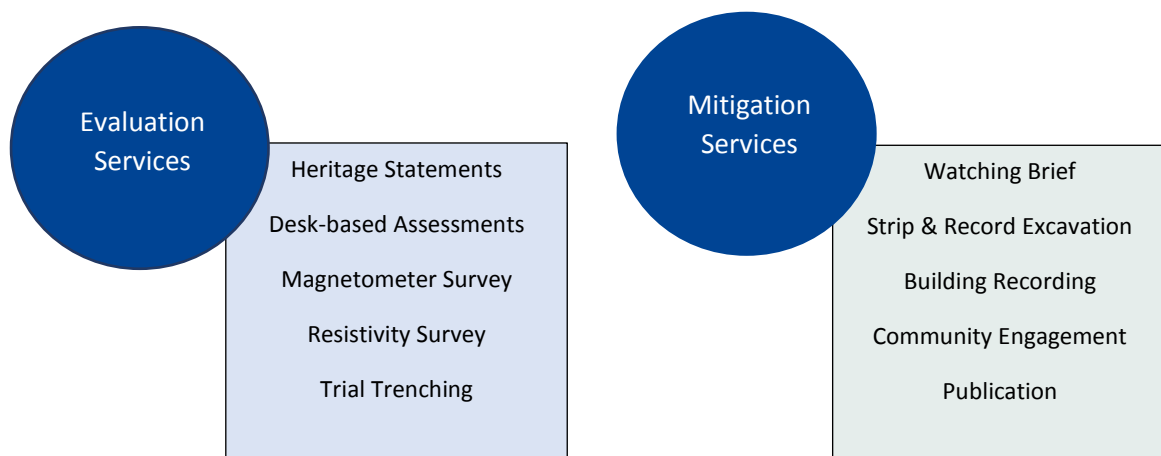 Evaluation
Services
Heritage Statements
Desk-based Assessments
Magnetometer Survey
Resistivity Survey
Trial Trenching
Mitigation
Services
Watching Brief
Strip & Record Excavation
Building Recording
Community Engagement
Publication